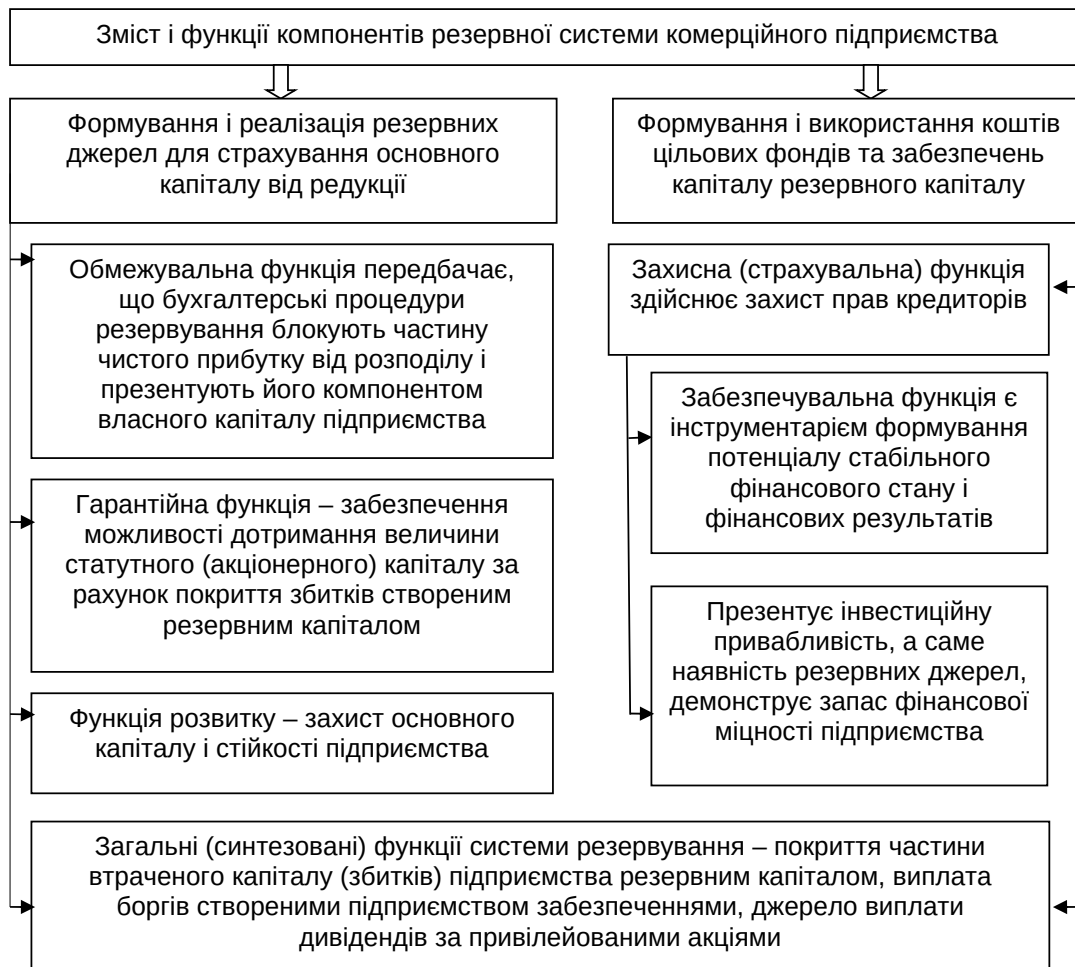 Зміст і функції компонентів резервної системи комерційного підприємства
Формування і реалізація резервних
джерел для страхування основного
капіталу від редукції
Формування і використання коштів
цільових фондів та забезпечень
капіталу резервного капіталу
Обмежувальна функція передбачає,
що бухгалтерські процедури
резервування блокують частину
чистого прибутку від розподілу і
презентують його компонентом
власного капіталу підприємства
Гарантійна функція – забезпечення
можливості дотримання величини
статутного (акціонерного) капіталу за
рахунок покриття збитків створеним
резервним капіталом
Функція розвитку – захист основного
капіталу і стійкості підприємства
Захисна (страхувальна) функція
здійснює захист прав кредиторів
Забезпечувальна функція є
інструментарієм формування
потенціалу стабільного
фінансового стану і
фінансових результатів
Презентує інвестиційну
привабливість, а саме
наявність резервних джерел,
демонструє запас фінансової
міцності підприємства
Загальні (синтезовані) функції системи резервування – покриття частини
втраченого капіталу (збитків) підприємства резервним капіталом, виплата
боргів створеними підприємством забезпеченнями, джерело виплати
дивідендів за привілейованими акціями